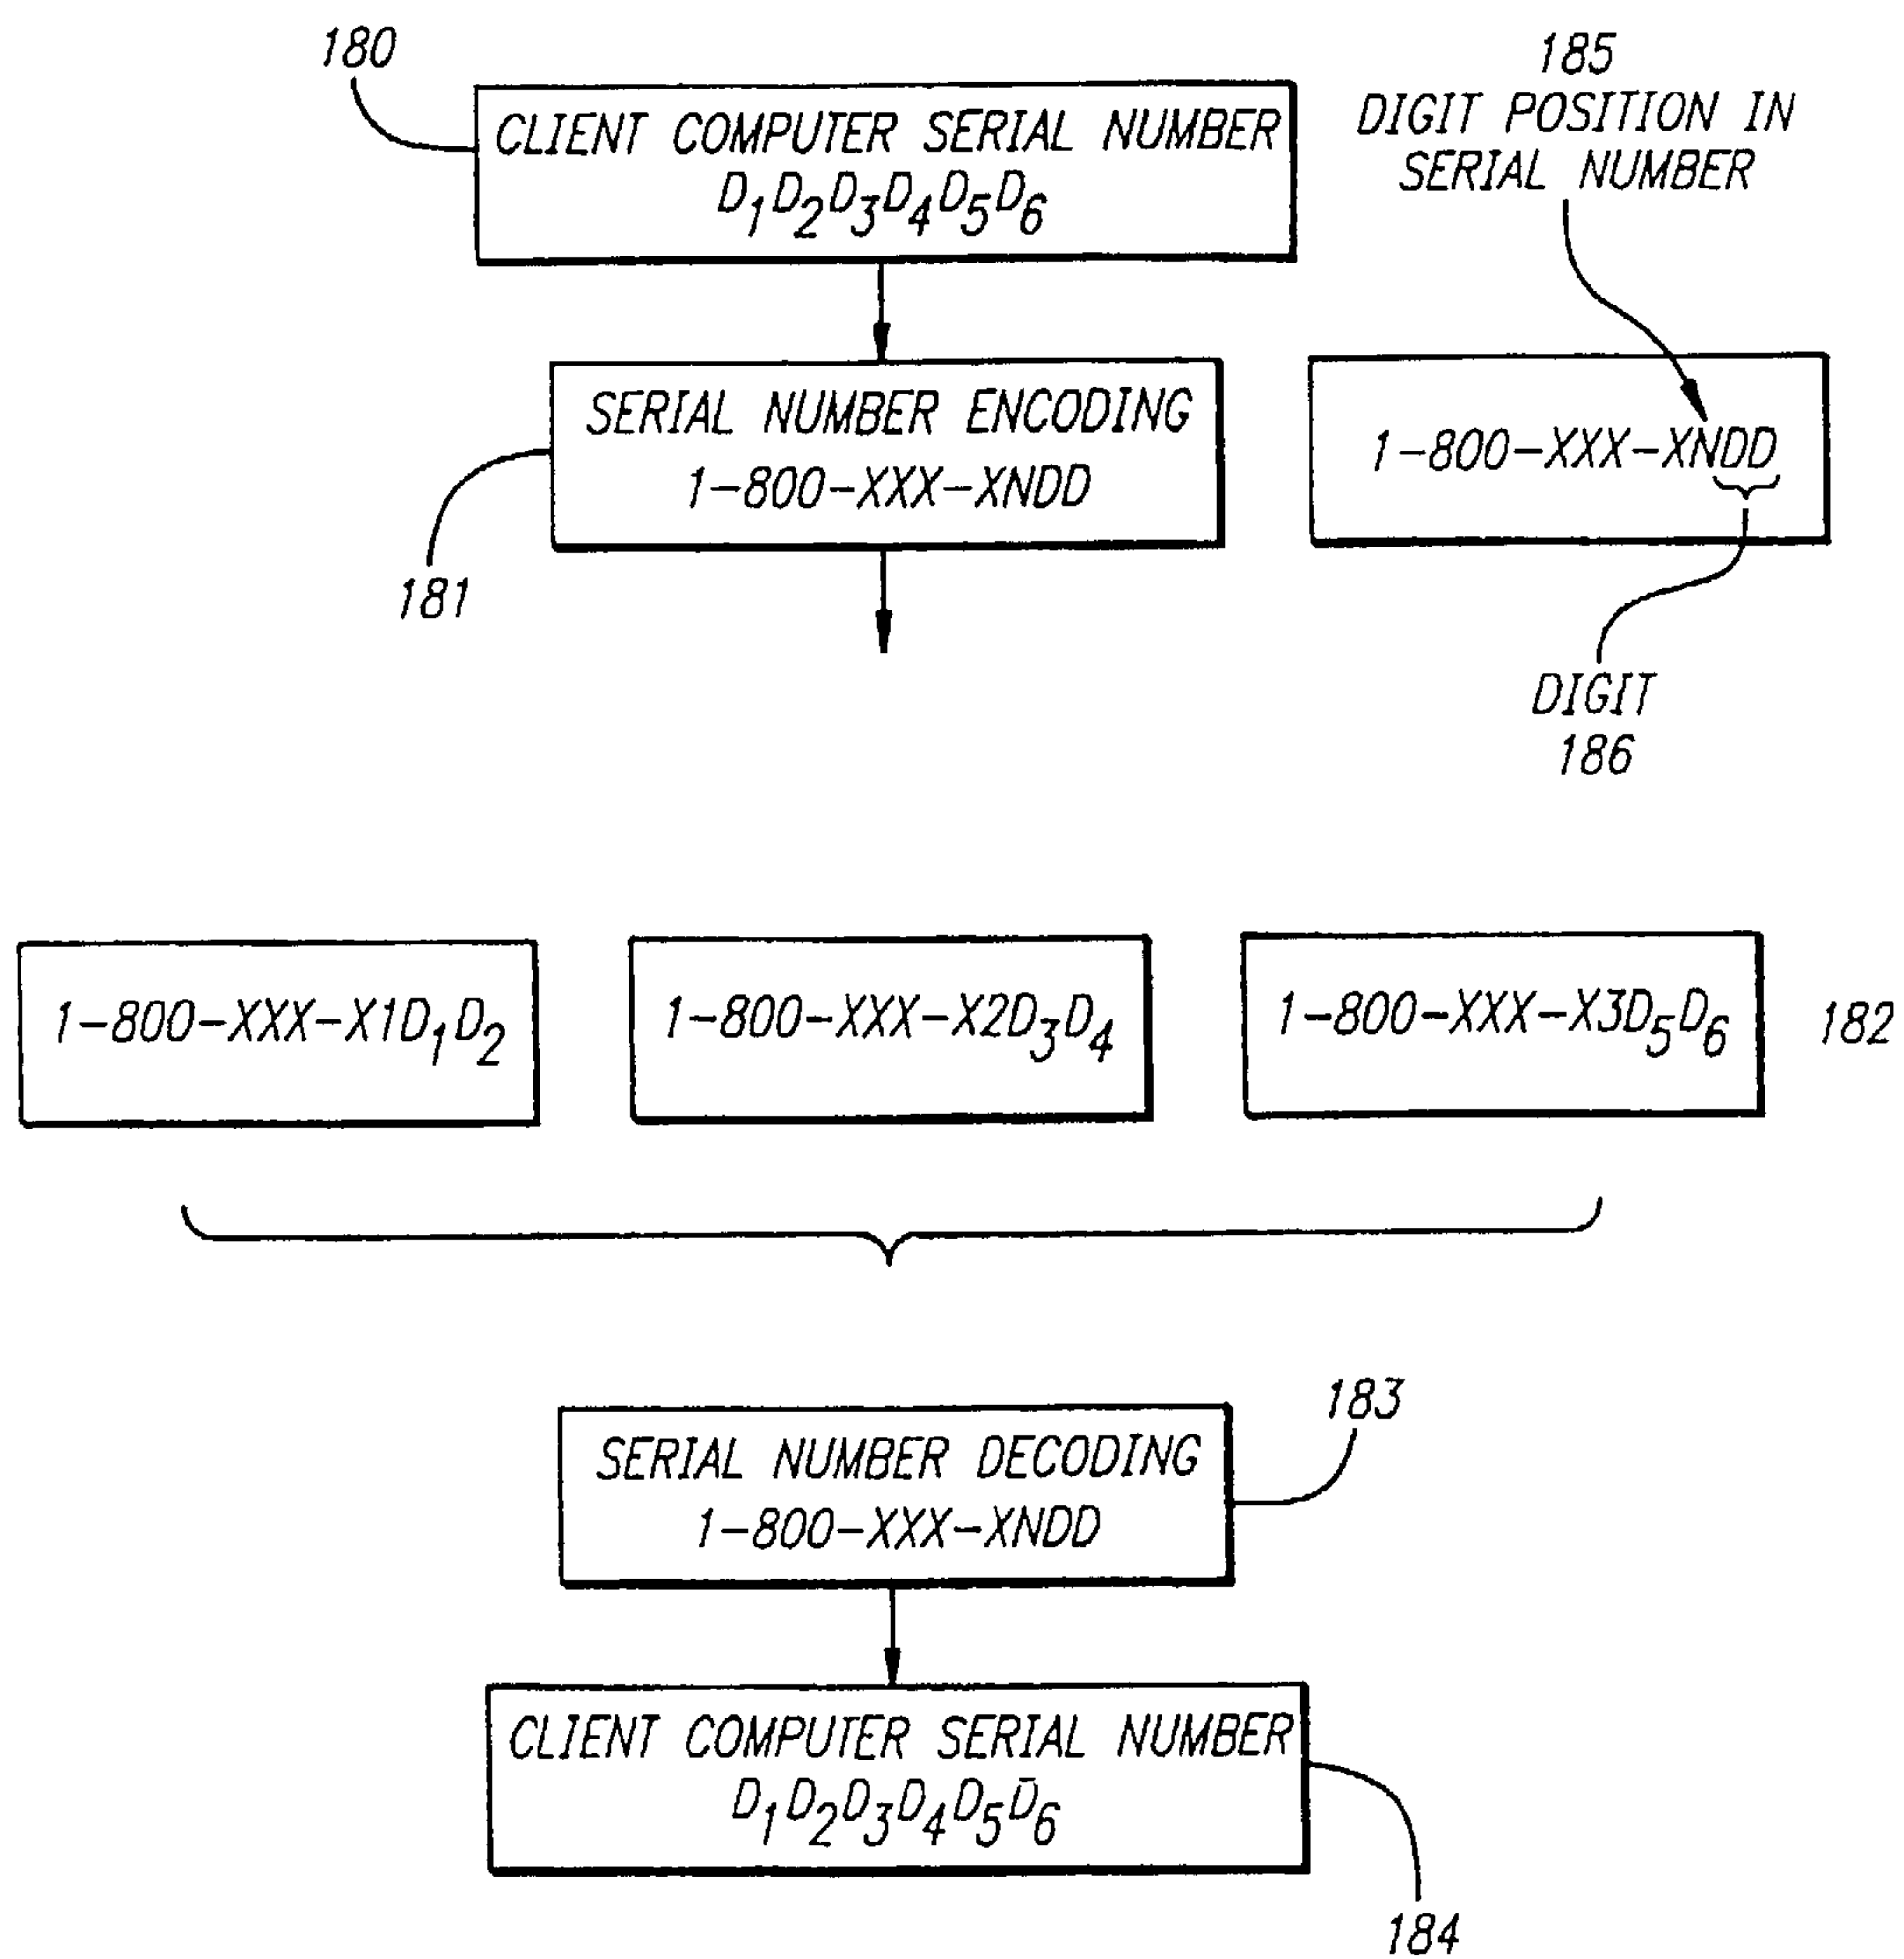 180
CLIENT COMPUTER SERIAL NUMBER
D1D2D3D4D5D6
185
DIGIT POSITION IN
SERIAL NUMBER
SERIAL NUMBER ENCODING
1-800-XXX-XNDD
181
1-800-XXX-XNDD
DIGIT
186
1-800-XXX-X1D1D2
1-800-XXX-X2D3D4
1-800-XXX-X3D5D6
182
183
SERIAL NUMBER DECODING
1-800-XXX-XNDD
CLIENT COMPUTER SERIAL NUMBER
D1D2D3D4D5D6
184